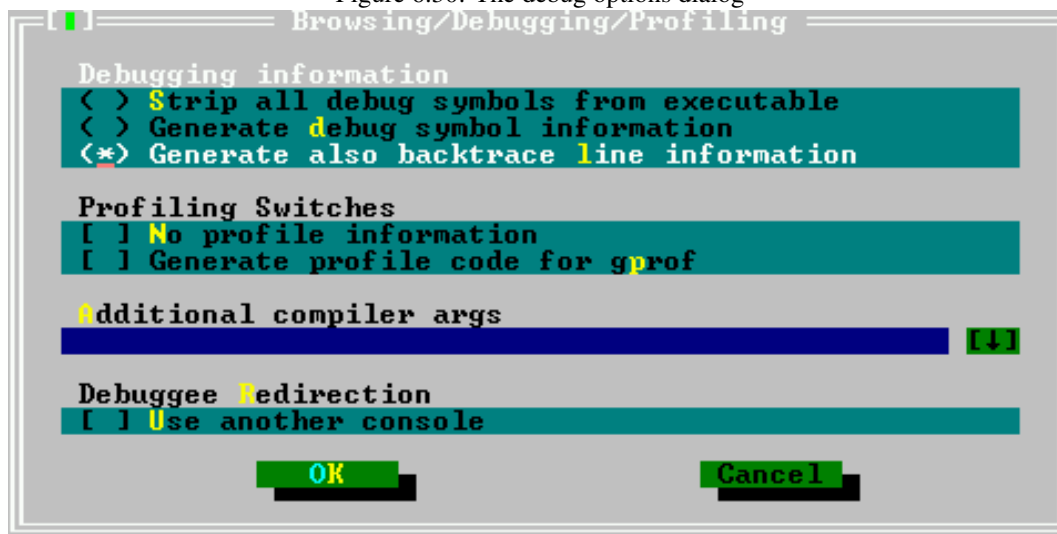 [▮] Browsing/Debugging/Profiling
Debugging information
( ) Strip all debug symbols from executable
( ) Generate debug symbol information
(*) Generate also backtrace line information
Profiling Switches
[ ] No profile information
[ ] Generate profile code for gprof
Additional compiler args
[↓]
Debuggee Redirection
[ ] Use another console
OK Cancel